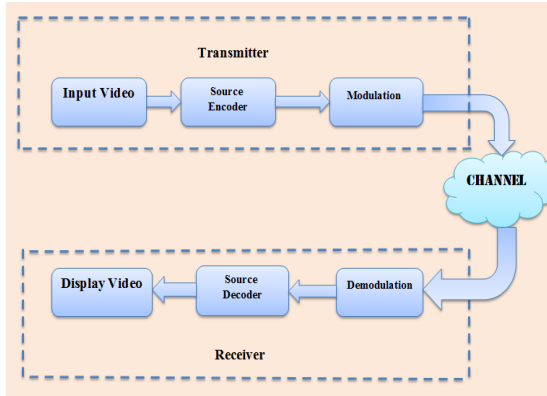 Transmitter
Input Video
Source
Encoder
Modulation
CHANNEL
Display Video
Source
Decoder
Demodulation
Receiver